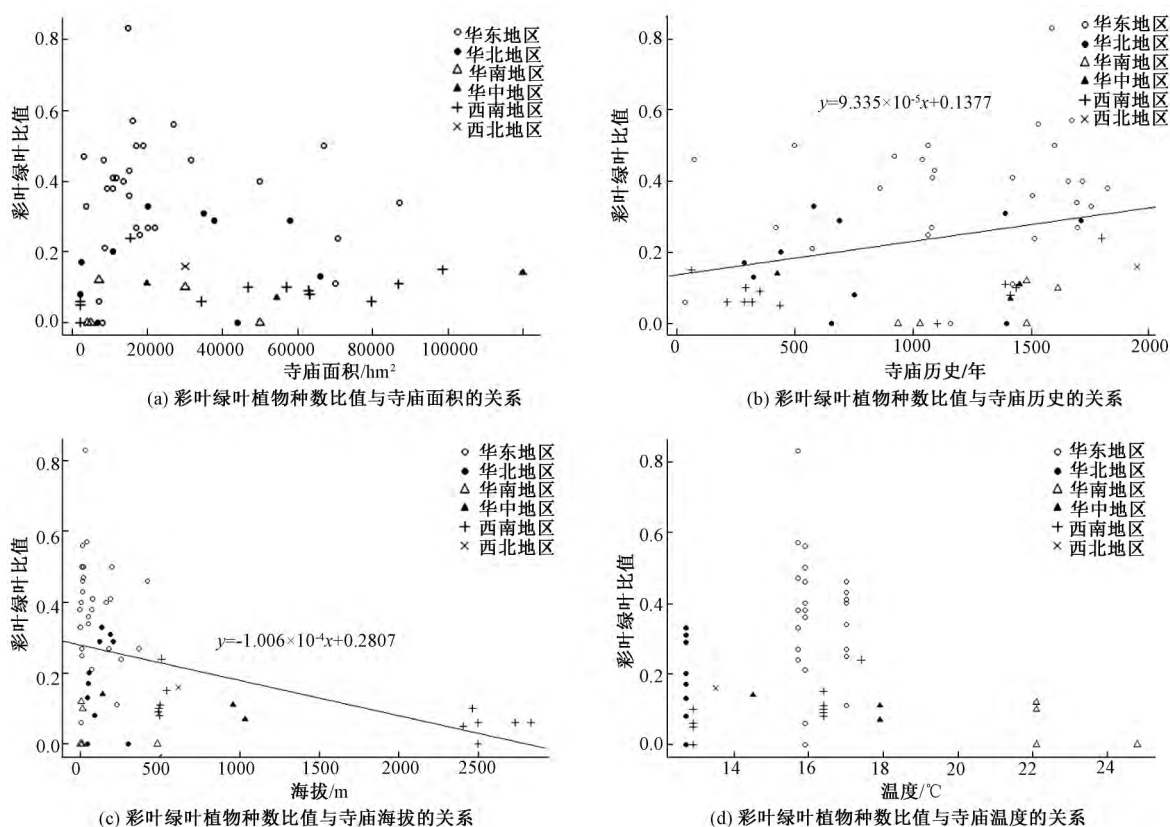 0.8
0.6
0.4
0.2
0.0
彩叶绿叶比值
华东地区
华北地区
华南地区
华中地区
西南地区
西北地区
0 20000 40000 60000 80000 100000
寺庙面积/hm²
(a) 彩叶绿叶植物种数比值与寺庙面积的关系
0.8
0.6
0.4
0.2
0.0
彩叶绿叶比值
y=9.335×10⁻⁵x+0.1377
华东地区
华北地区
华南地区
华中地区
西南地区
西北地区
0 500 1000 1500 2000
寺庙历史/年
(b) 彩叶绿叶植物种数比值与寺庙历史的关系
0.8
0.6
0.4
0.2
0.0
彩叶绿叶比值
华东地区
华北地区
华南地区
华中地区
西南地区
西北地区
y=-1.006×10⁻⁴x+0.2807
0 500 1000 1500 2000 2500
海拔/m
(c) 彩叶绿叶植物种数比值与寺庙海拔的关系
0.8
0.6
0.4
0.2
0.0
彩叶绿叶比值
华东地区
华北地区
华南地区
华中地区
西南地区
西北地区
14 16 18 20 22 24
温度/℃
(d) 彩叶绿叶植物种数比值与寺庙温度的关系